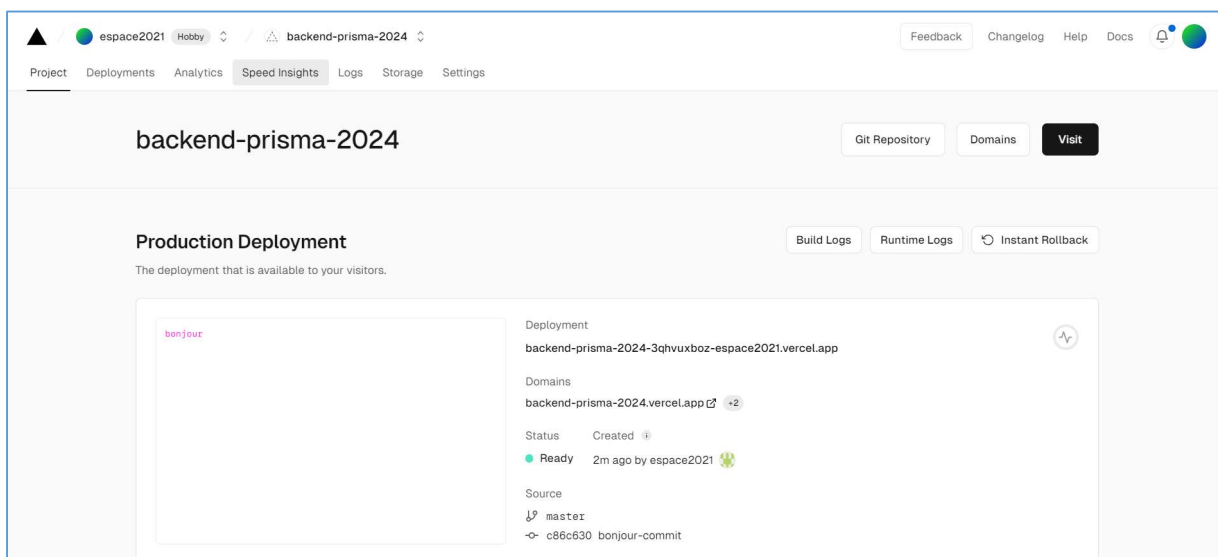 espace2021 Hobby backend-prisma-2024 Feedback Changelog Help Docs
Project Deployments Analytics Speed Insights Logs Storage Settings
backend-prisma-2024 Git Repository Domains Visit
Production Deployment Build Logs Runtime Logs Instant Rollback
The deployment that is available to your visitors.
bonjour
Deployment
backend-prisma-2024-3qhvuxboz-espace2021.vercel.app
Domains
backend-prisma-2024.vercel.app +2
Status Created
Ready 2m ago by espace2021
Source
master
c86c630 bonjour-commit